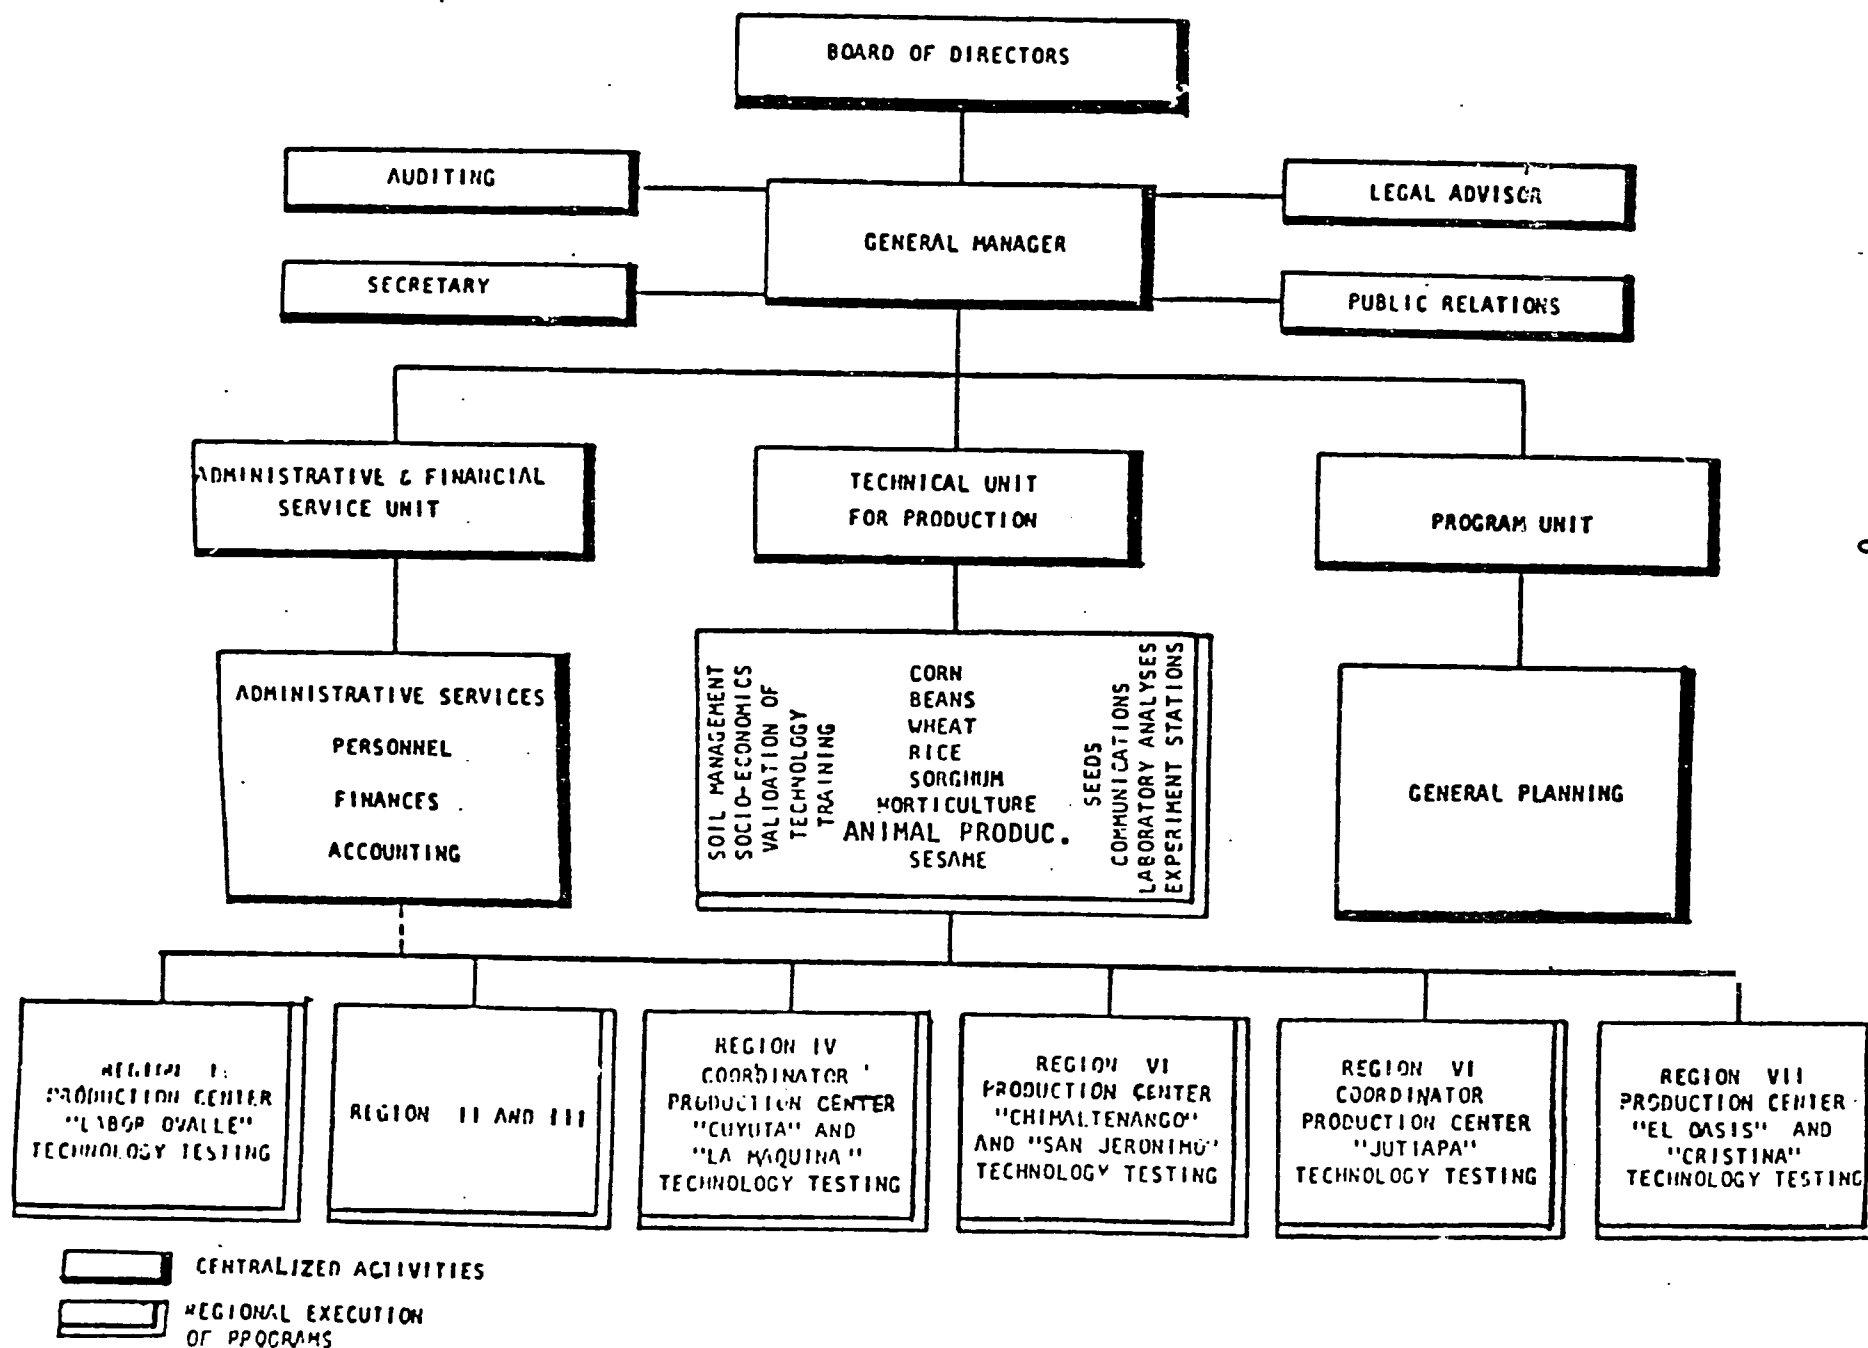 BOARD OF DIRECTORS
AUDITING
LEGAL ADVISOR
GENERAL MANAGER
SECRETARY
PUBLIC RELATIONS
ADMINISTRATIVE & FINANCIAL
SERVICE UNIT
TECHNICAL UNIT
FOR PRODUCTION
PROGRAM UNIT
ADMINISTRATIVE SERVICES
PERSONNEL
FINANCES
ACCOUNTING
SOIL MANAGEMENT
SOCIO-ECONOMICS
VALIDATION OF
TECHNOLOGY
TRAINING
CORN
BEANS
WHEAT
RICE
SORGHUM
HORTICULTURE
ANIMAL PRODUC.
SESAME
SEEDS
COMMUNICATIONS
LABORATORY ANALYSES
EXPERIMENT STATIONS
GENERAL PLANNING
REGION
PRODUCTION CENTER
"LABOR OVALLE"
TECHNOLOGY TESTING
REGION II AND III
REGION IV
COORDINATOR
PRODUCTION CENTER
"CUYUTA" AND
"LA MAQUINA"
TECHNOLOGY TESTING
REGION VI
PRODUCTION CENTER
"CHIMALTENANGO"
AND "SAN JERONIMO"
TECHNOLOGY TESTING
REGION VI
COORDINATOR
PRODUCTION CENTER
"JUTIAPA"
TECHNOLOGY TESTING
REGION VII
PRODUCTION CENTER
"EL OASIS" AND
"CRISTINA"
TECHNOLOGY TESTING
CENTRALIZED ACTIVITIES
REGIONAL EXECUTION
OF PROGRAMS